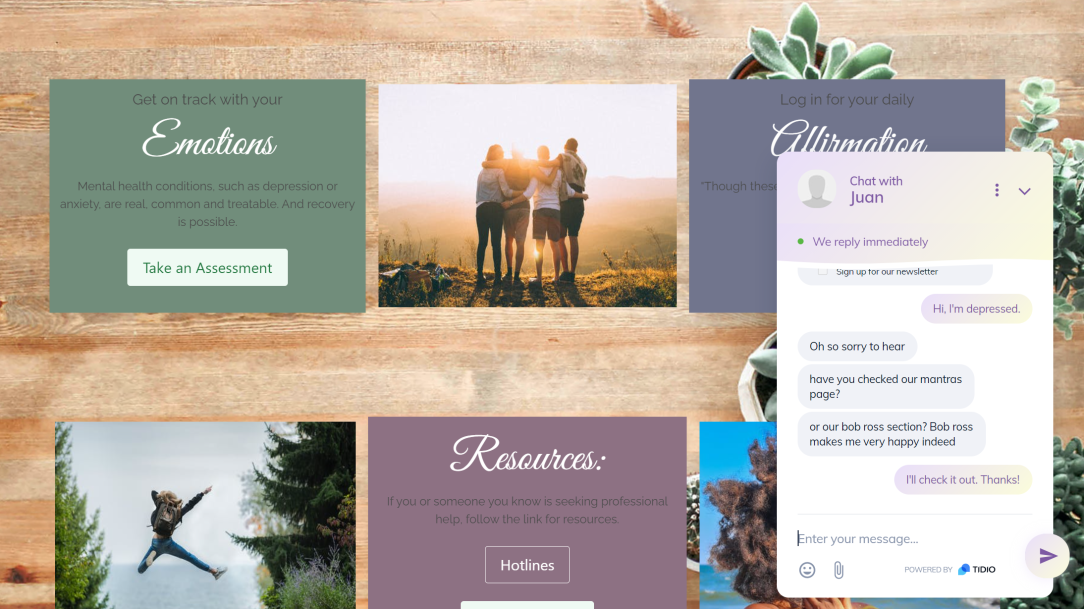 Get on track with your
Emotions
Mental health conditions, such as depression or
anxiety, are real, common and treatable. And recovery
is possible.
Take an Assessment
Log in for your daily
Affirmation
"Though these
Resources:
If you or someone you know is seeking professional
help, follow the link for resources.
Hotlines
Chat with
Juan
We reply immediately
Sign up for our newsletter
Hi, I'm depressed.
Oh so sorry to hear
have you checked our mantras
page?
or our bob ross section? Bob ross
makes me very happy indeed
I'll check it out. Thanks!
Enter your message...
POWERED BY TIDIO